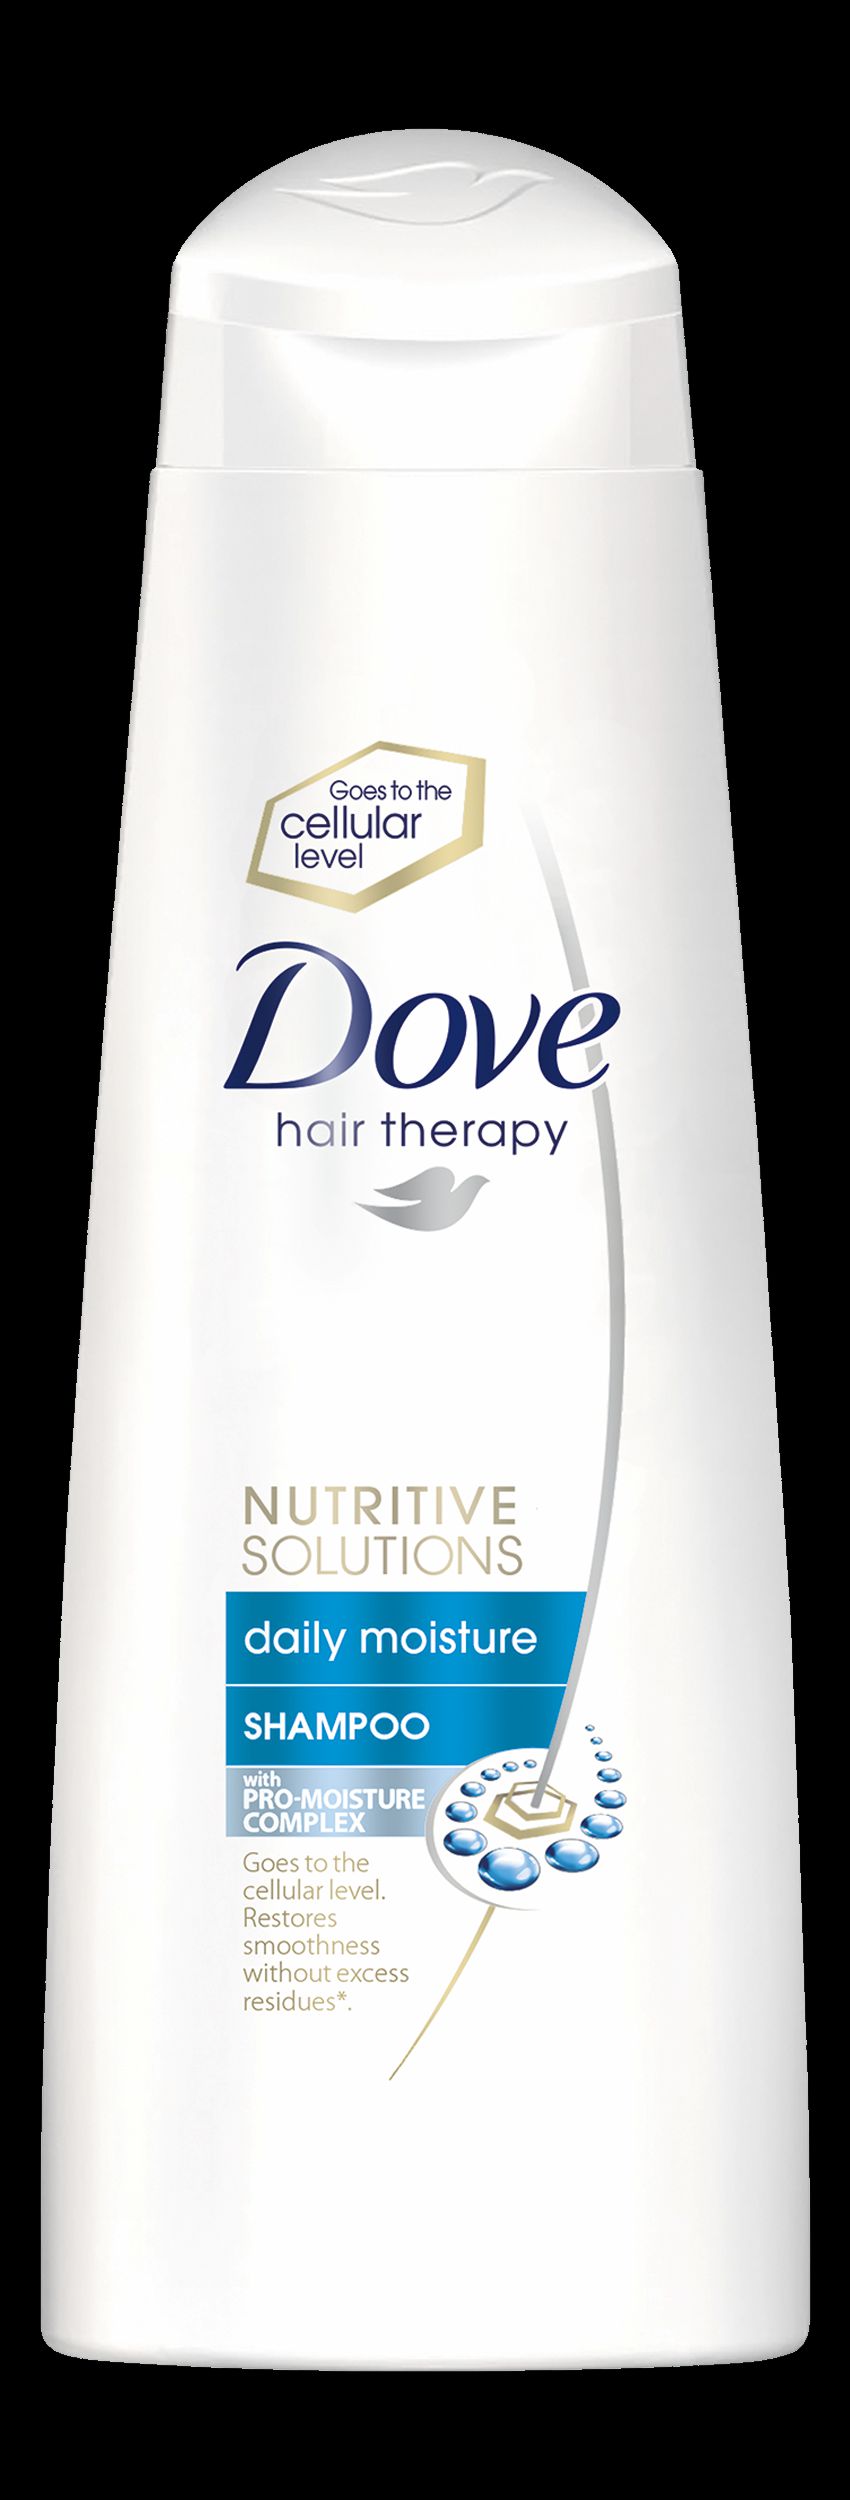 Goes to the
cellular
level
Dove
hair therapy
NUTRITIVE
SOLUTIONS
daily moisture
SHAMPOO
with
PRO-MOISTURE
COMPLEX
Goes to the
cellular level.
Restores
smoothness
without excess
residues*.